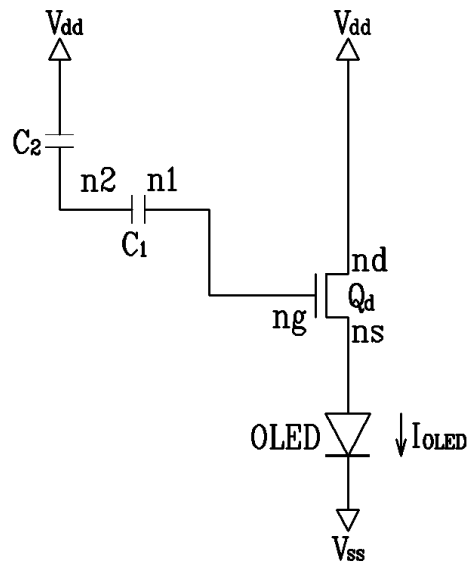 Vdd Vdd
C2
n2 n1
C1
nd
Qd
ng
ns
OLED IOLED
Vss